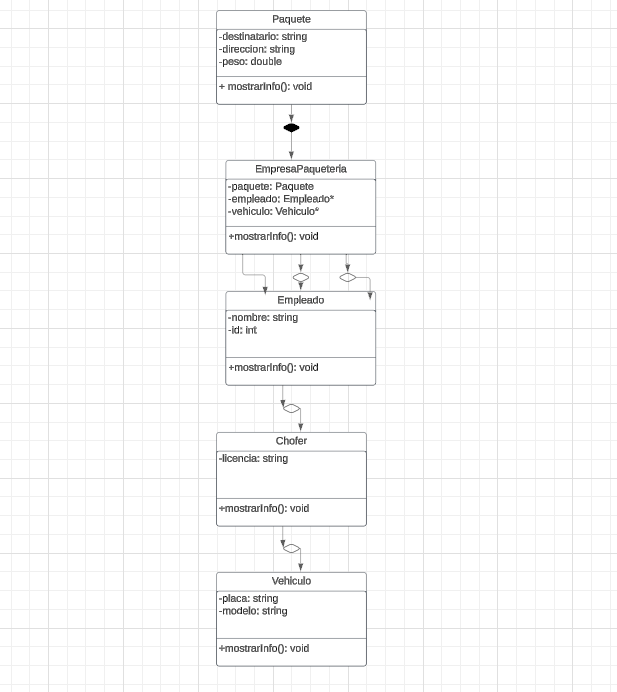 Paquete
-destinatario: string
-direccion: string
-peso: double
+ mostrarInfo(): void
EmpresaPaqueteria
-paquete: Paquete
-empleado: Empleado*
-vehiculo: Vehiculo*
+mostrarInfo(): void
Empleado
-nombre: string
-id: int
+mostrarInfo(): void
Chofer
-licencia: string
+mostrarInfo(): void
Vehiculo
-placa: string
-modelo: string
+mostrarInfo(): void